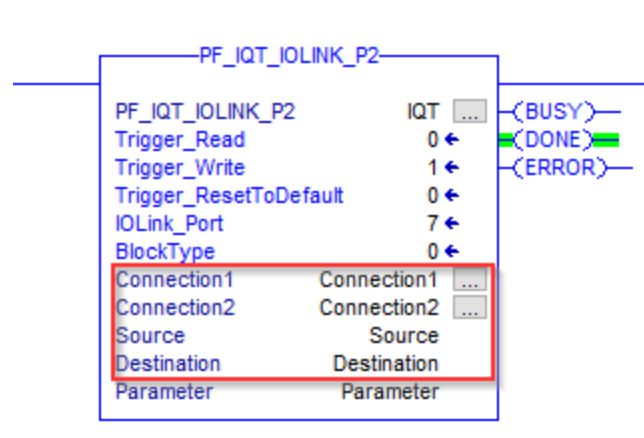 PF_IQT_IOLINK_P2
PF_IQT_IOLINK_P2 IQT ... (BUSY)
Trigger_Read 0 (DONE)
Trigger_Write 1 (ERROR)
Trigger_ResetToDefault 0
IOLink_Port 7
BlockType 0
Connection1 Connection1 ...
Connection2 Connection2 ...
Source Source
Destination Destination
Parameter Parameter